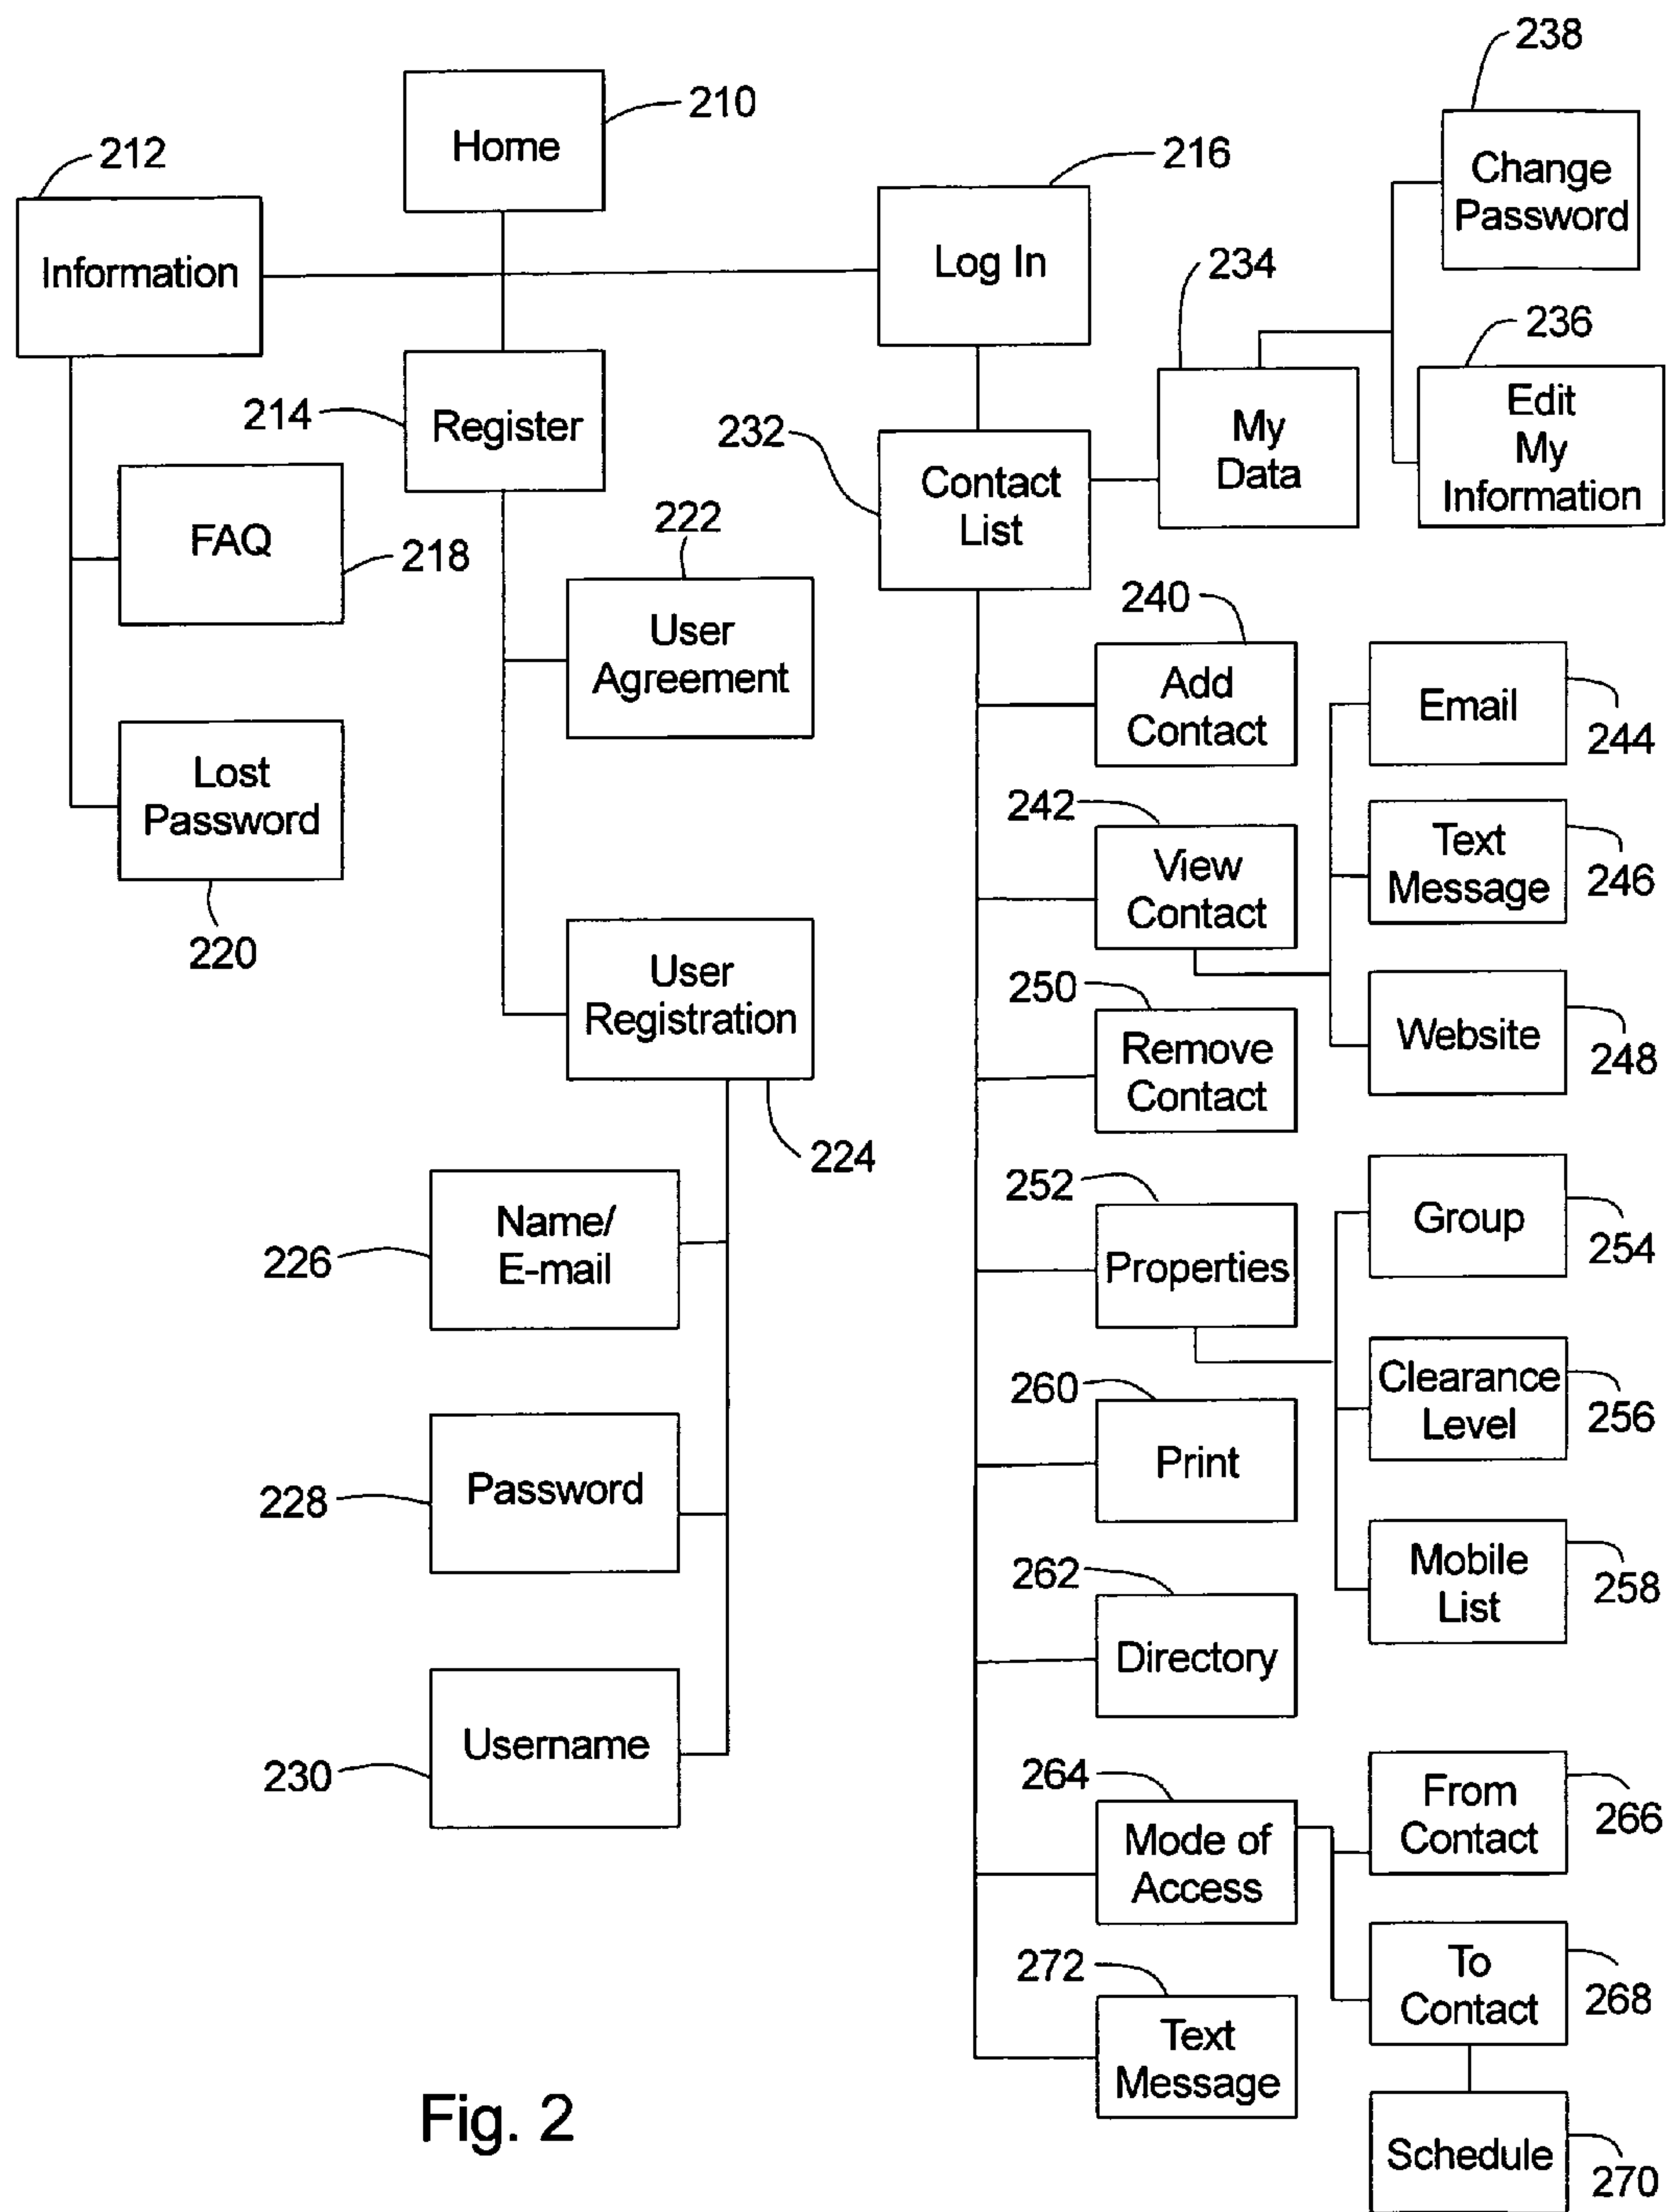 238
210
Home
212
216
Change
Password
Information
Log In
234
236
214
Register
232
My
Data
Edit
My
Information
Contact
List
FAQ
218
222
User
Agreement
240
Add
Contact
Email
244
Lost
Password
220
242
View
Contact
Text
Message
246
User
Registration
224
250
Remove
Contact
Website
248
226
Name/
E-mail
252
Properties
Group
254
260
Print
Clearance
Level
256
228
Password
262
Directory
Mobile
List
258
230
Username
264
Mode of
Access
From
Contact
266
272
Text
Message
To
Contact
268
Schedule
270
Fig. 2